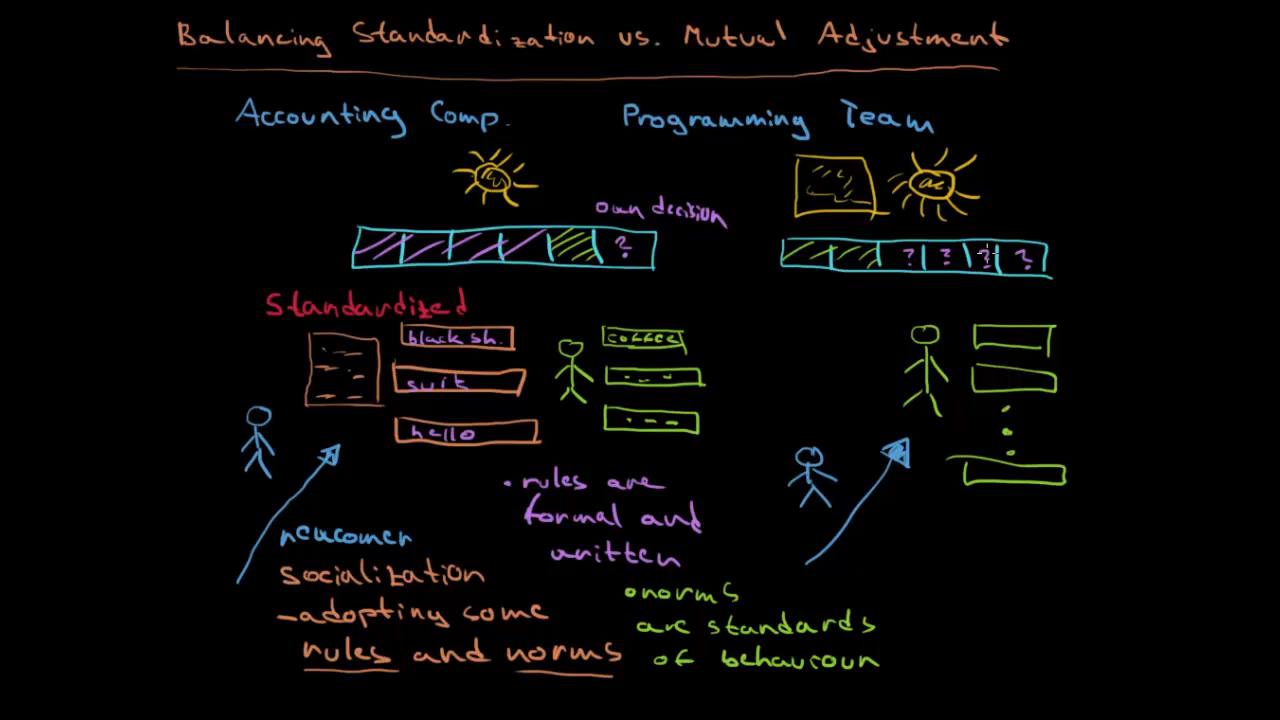 Balancing Standardization vs. Mutual Adjustment
Accounting Comp.
Programming Team
own decision
?
? ? ? ?
Standardized
black sh.
suit
hello
coffee
newcomer
socialization
- adopting some
rules and norms
• rules are
formal and
written
• norms
are standards
of behavioun